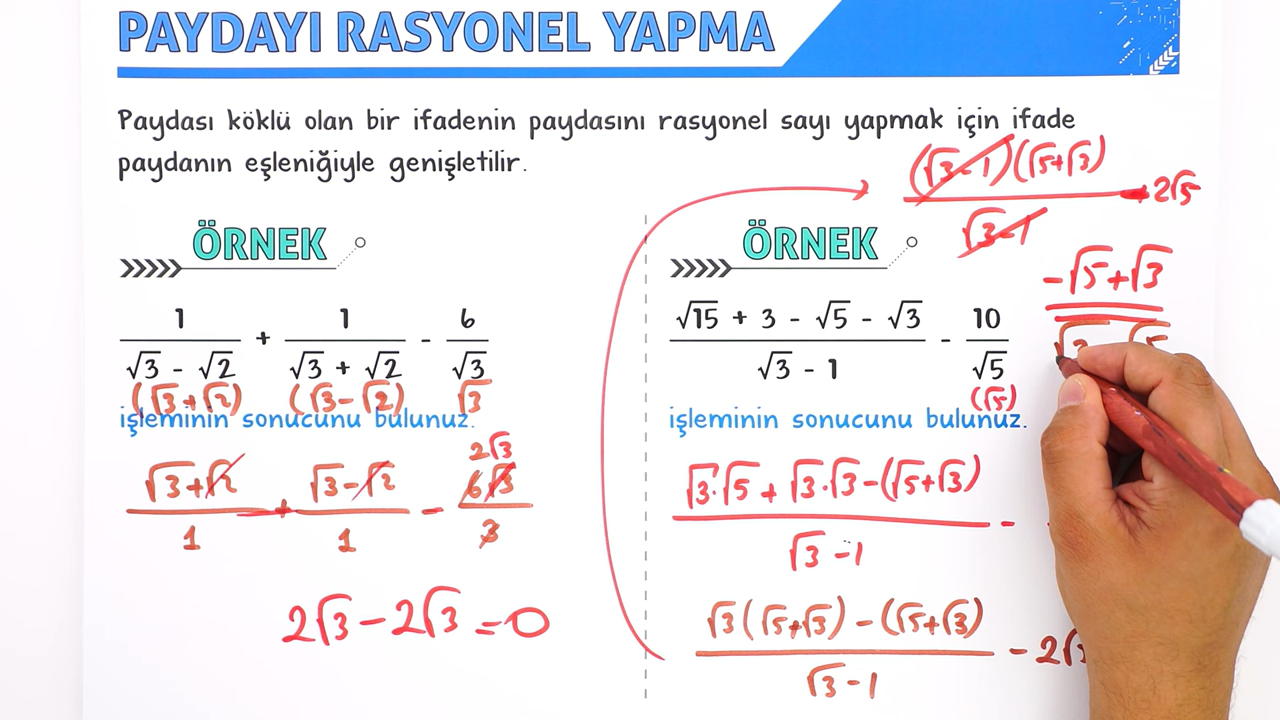 PAYDAYI RASYONEL YAPMA
Paydası köklü olan bir ifadenin paydasını rasyonel sayı yapmak için ifade
paydanın eşleniğiyle genişletilir.
ÖRNEK
1/(√3 - √2) + 1/(√3 + √2) - 6/√3
(√3+√2) (√3-√2) √3
işleminin sonucunu bulunuz.
(√3+√2)/1 + (√3-√2)/1 - 6√3/3
2√3
2√3 - 2√3 = 0
(√3-1)(√5+√3)/(√3-1) - 2√5
ÖRNEK
(√15 + 3 - √5 - √3)/(√3 - 1) - 10/√5
(√5)
-√5+√3
işleminin sonucunu bulunuz.
(√3·√5 + √3·√3 - (√5+√3))/(√3 - 1) -
(√3(√5+√3) - (√5+√3))/(√3 - 1) - 2